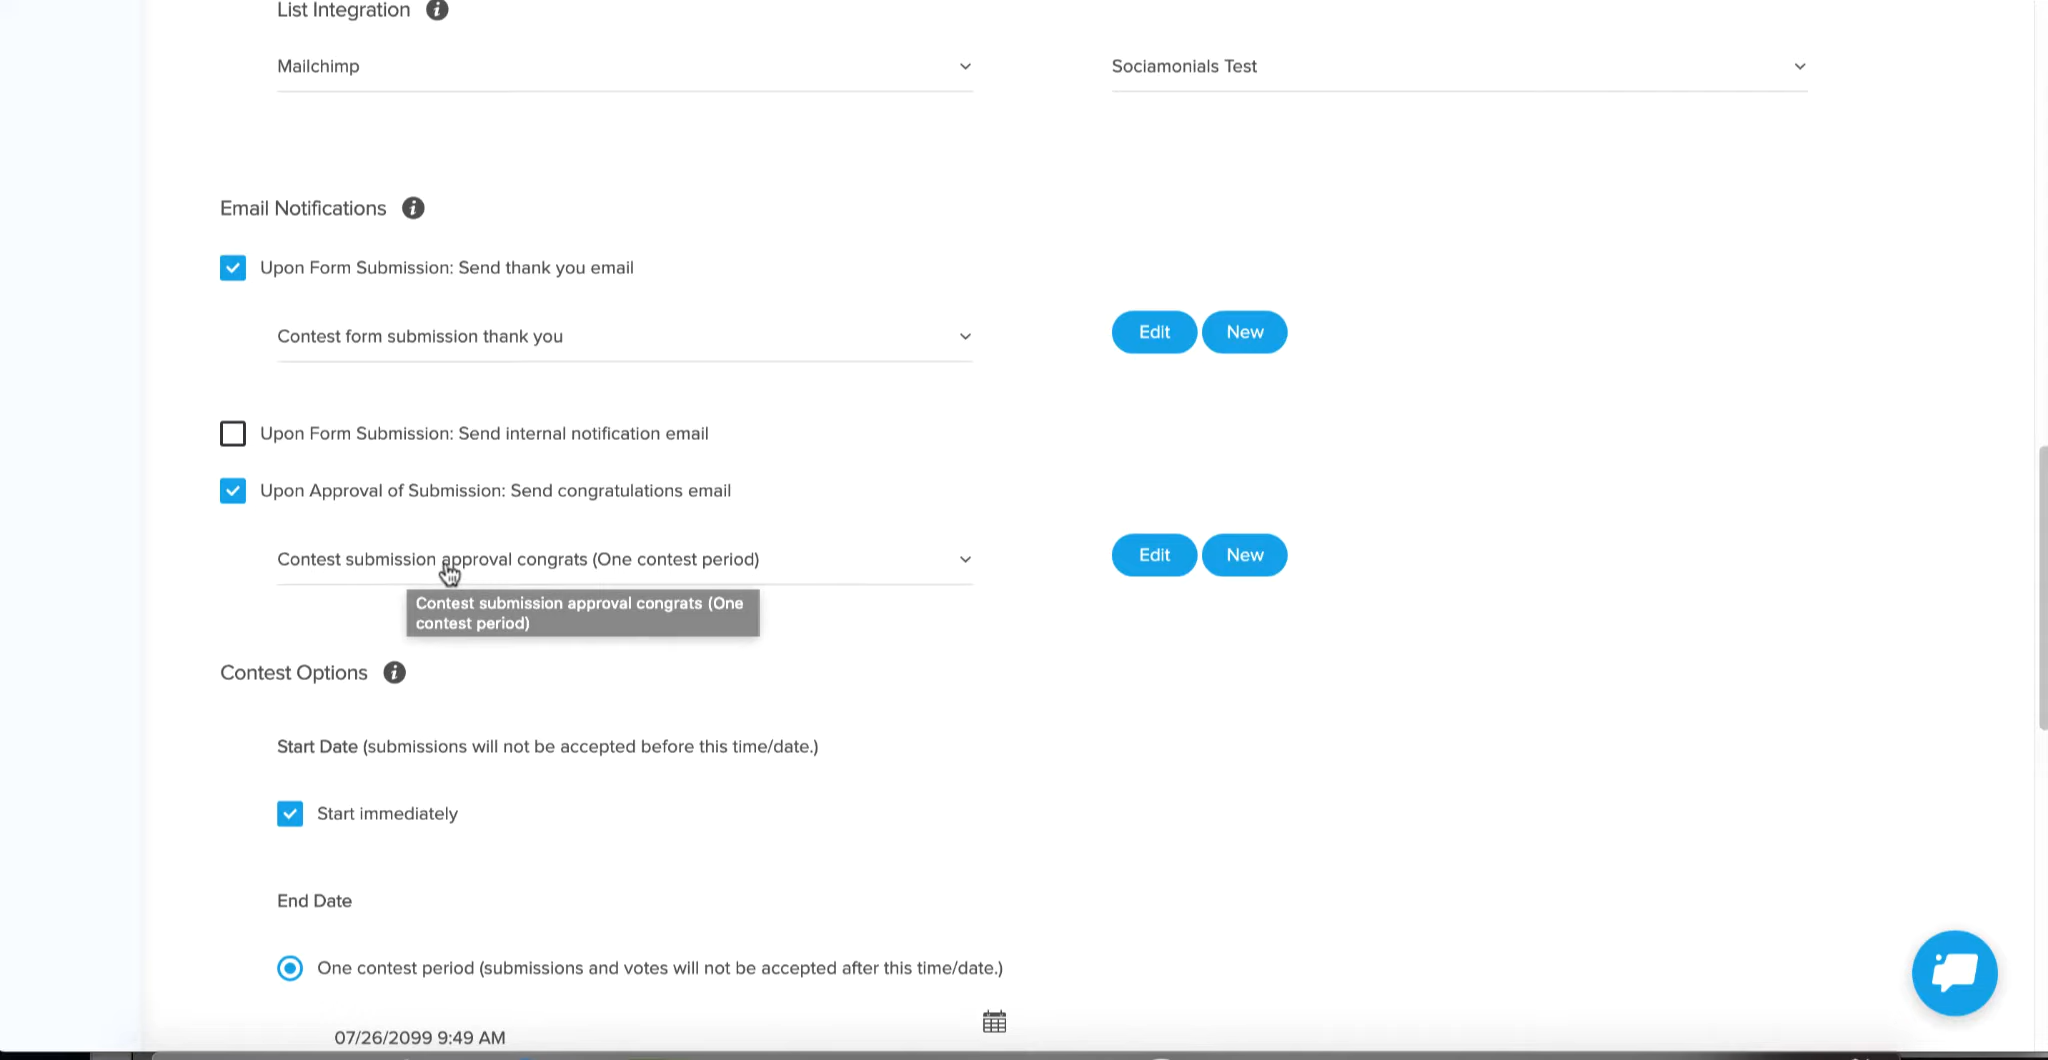 List Integration
Mailchimp
Sociamonials Test
Email Notifications
Upon Form Submission: Send thank you email
Contest form submission thank you
Edit
New
Upon Form Submission: Send internal notification email
Upon Approval of Submission: Send congratulations email
Contest submission approval congrats (One contest period)
Edit
New
Contest submission approval congrats (One
contest period)
Contest Options
Start Date (submissions will not be accepted before this time/date.)
Start immediately
End Date
One contest period (submissions and votes will not be accepted after this time/date.)
07/26/2099 9:49 AM